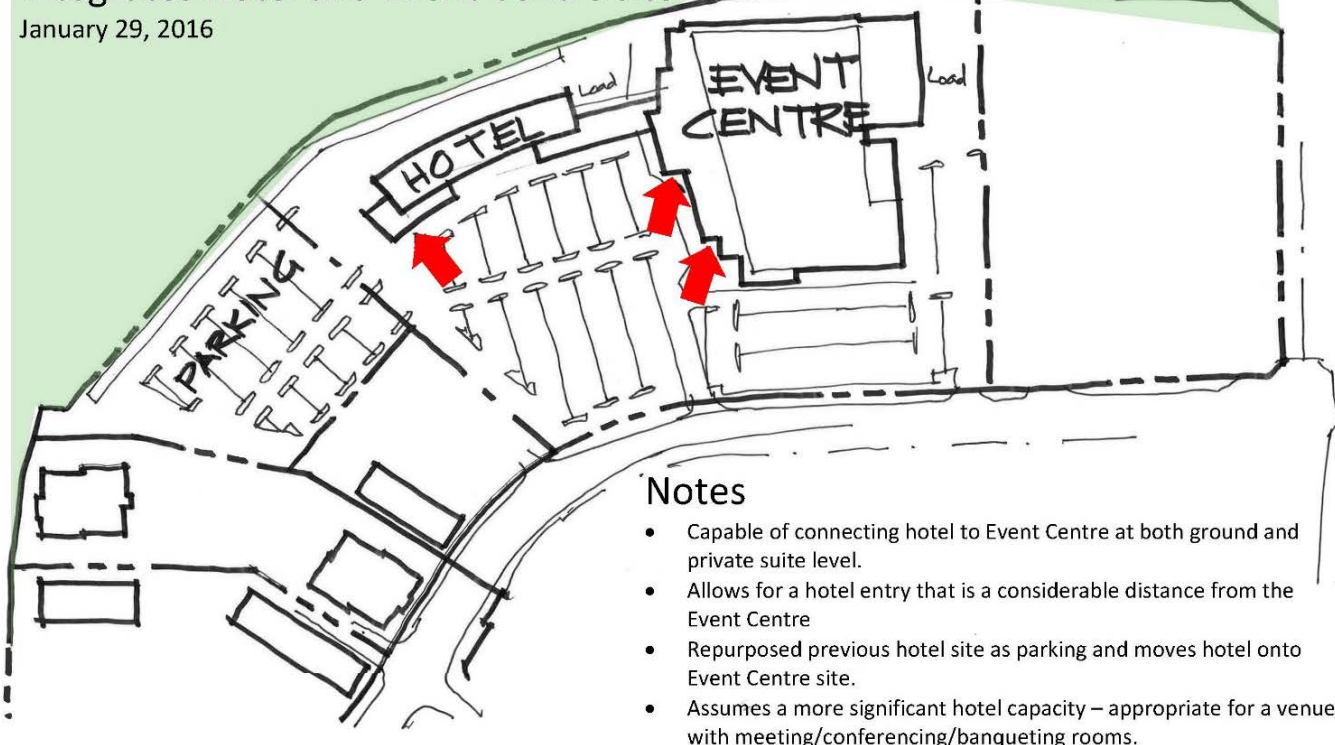 January 29, 2016
Load
EVENT
CENTRE
Load
HOTEL
PARKING
Notes
• Capable of connecting hotel to Event Centre at both ground and
private suite level.
• Allows for a hotel entry that is a considerable distance from the
Event Centre
• Repurposed previous hotel site as parking and moves hotel onto
Event Centre site.
• Assumes a more significant hotel capacity – appropriate for a venue
with meeting/conferencing/banqueting rooms.